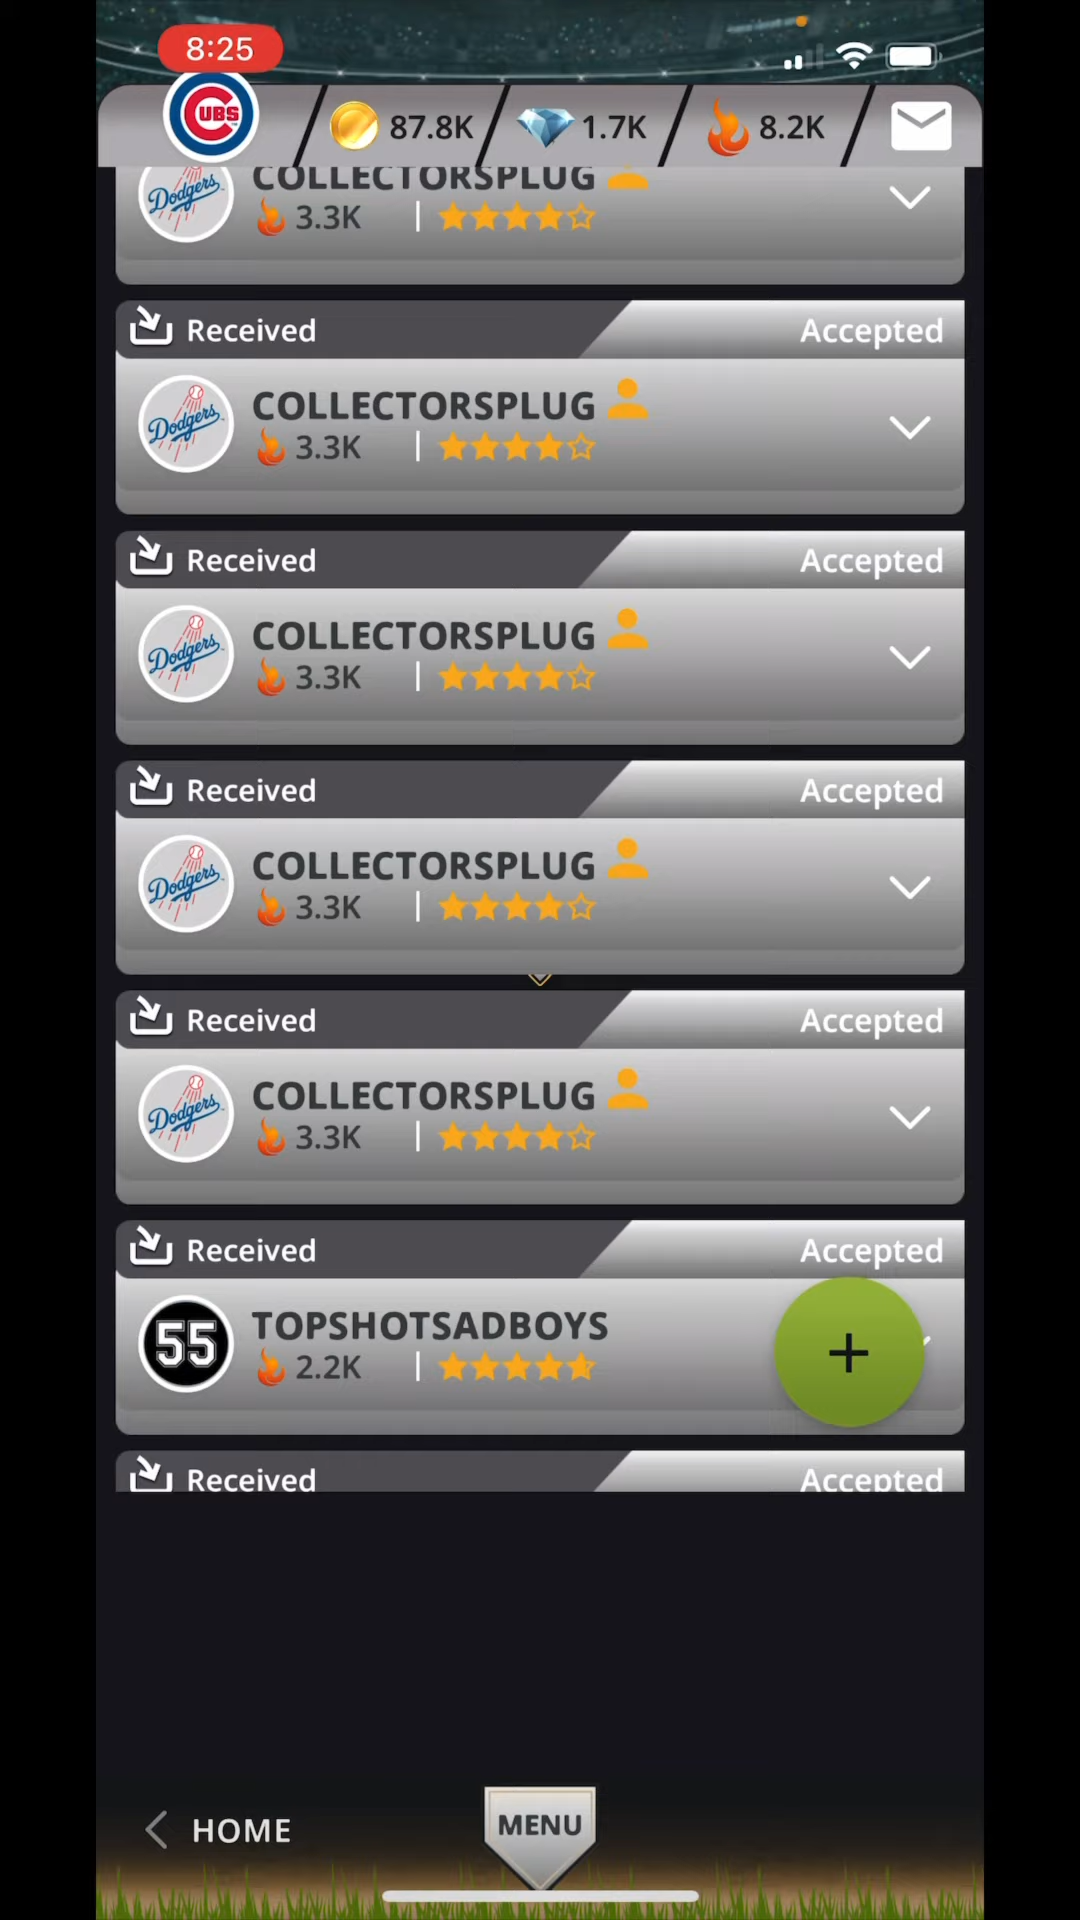 8:25
CUBS
87.8K
1.7K
8.2K
Dodgers
COLLECTORSPLUG
3.3K
Received
Accepted
Dodgers
COLLECTORSPLUG
3.3K
Received
Accepted
Dodgers
COLLECTORSPLUG
3.3K
Received
Accepted
Dodgers
COLLECTORSPLUG
3.3K
Received
Accepted
Dodgers
COLLECTORSPLUG
3.3K
Received
Accepted
55
TOPSHOTSADBOYS
2.2K
+
Received
Accepted
HOME
MENU